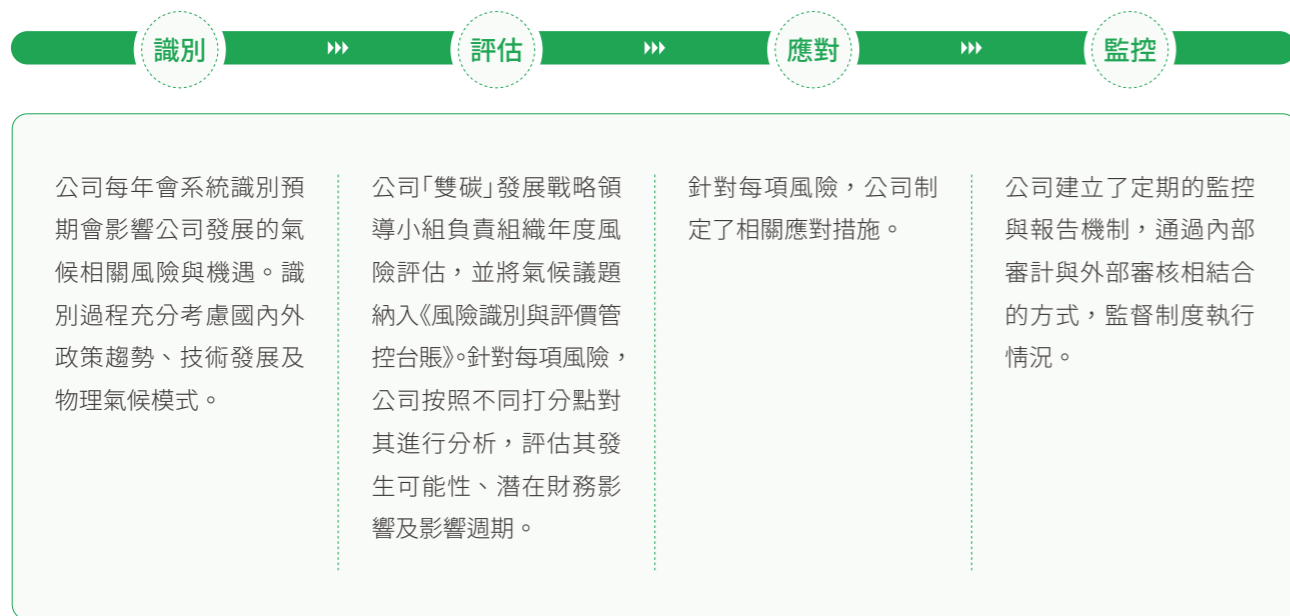 識別
評估
應對
監控
公司每年會系統識別預
期會影響公司發展的氣
候相關風險與機遇。識
別過程充分考慮國內外
政策趨勢、技術發展及
物理氣候模式。
公司「雙碳」發展戰略領
導小組負責組織年度風
險評估，並將氣候議題
納入《風險識別與評價管
控台賬》。針對每項風險，
公司按照不同打分點對
其進行分析，評估其發
生可能性、潛在財務影
響及影響週期。
針對每項風險，公司制
定了相關應對措施。
公司建立了定期的監控
與報告機制，通過內部
審計與外部審核相結合
的方式，監督制度執行
情況。